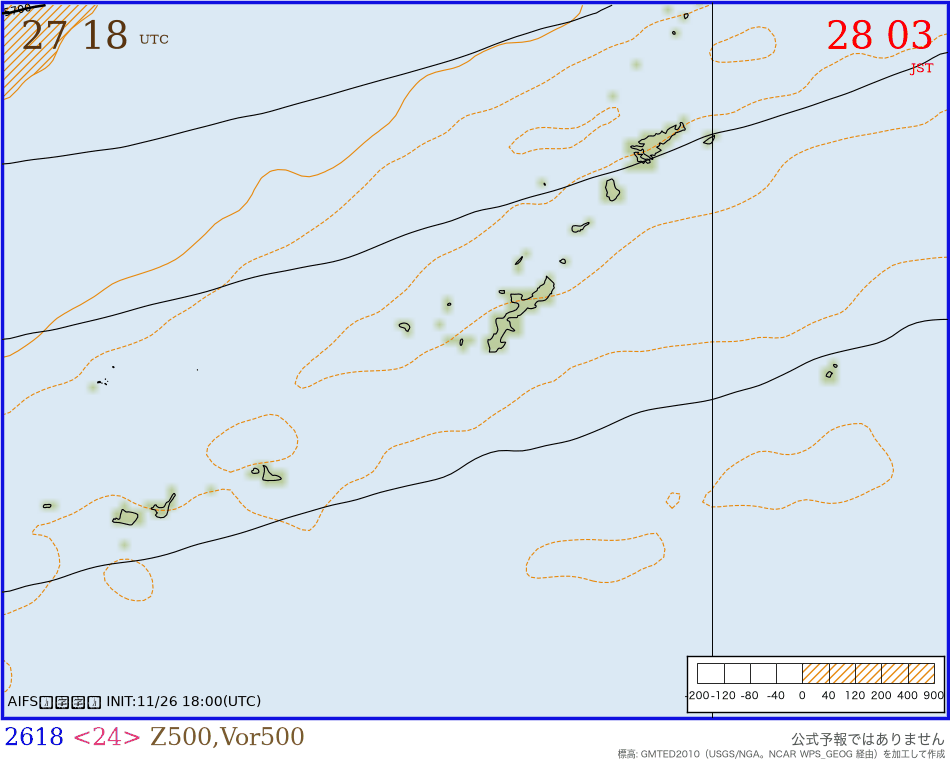 5700
27 18 UTC
28 03
JST
-200 -120 -80 -40 0 40 120 200 400 900
AIFS INIT:11/26 18:00(UTC)
2618 <24> Z500,Vor500
公式予報ではありません
標高: GMTED2010（USGS/NGA。NCAR WPS_GEOG 経由）を加工して作成